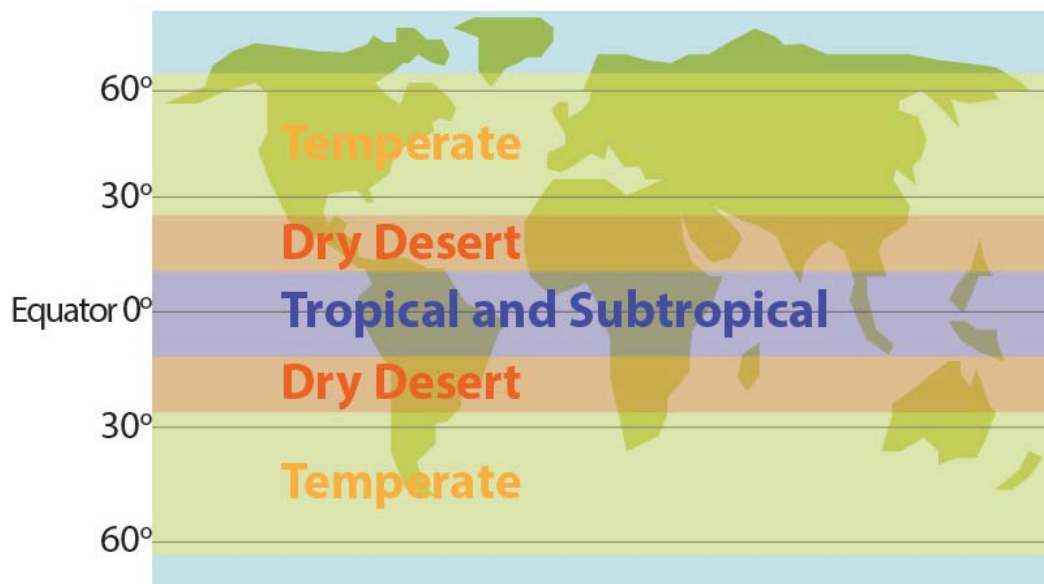 60º
Temperate
30º
Dry Desert
Equator 0º
Tropical and Subtropical
Dry Desert
30º
Temperate
60º